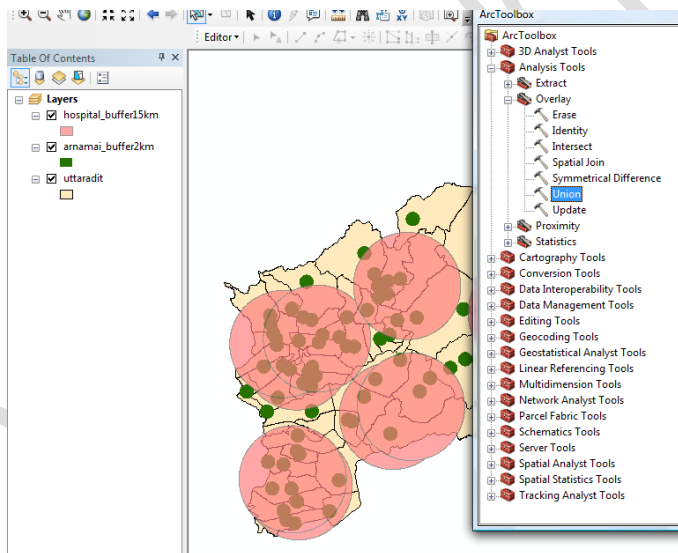 Editor
Table Of Contents
Layers
hospital_buffer15km
arnamai_buffer2km
uttaradit
ArcToolbox
ArcToolbox
3D Analyst Tools
Analysis Tools
Extract
Overlay
Erase
Identity
Intersect
Spatial Join
Symmetrical Difference
Union
Update
Proximity
Statistics
Cartography Tools
Conversion Tools
Data Interoperability Tools
Data Management Tools
Editing Tools
Geocoding Tools
Geostatistical Analyst Tools
Linear Referencing Tools
Multidimension Tools
Network Analyst Tools
Parcel Fabric Tools
Schematics Tools
Server Tools
Spatial Analyst Tools
Spatial Statistics Tools
Tracking Analyst Tools